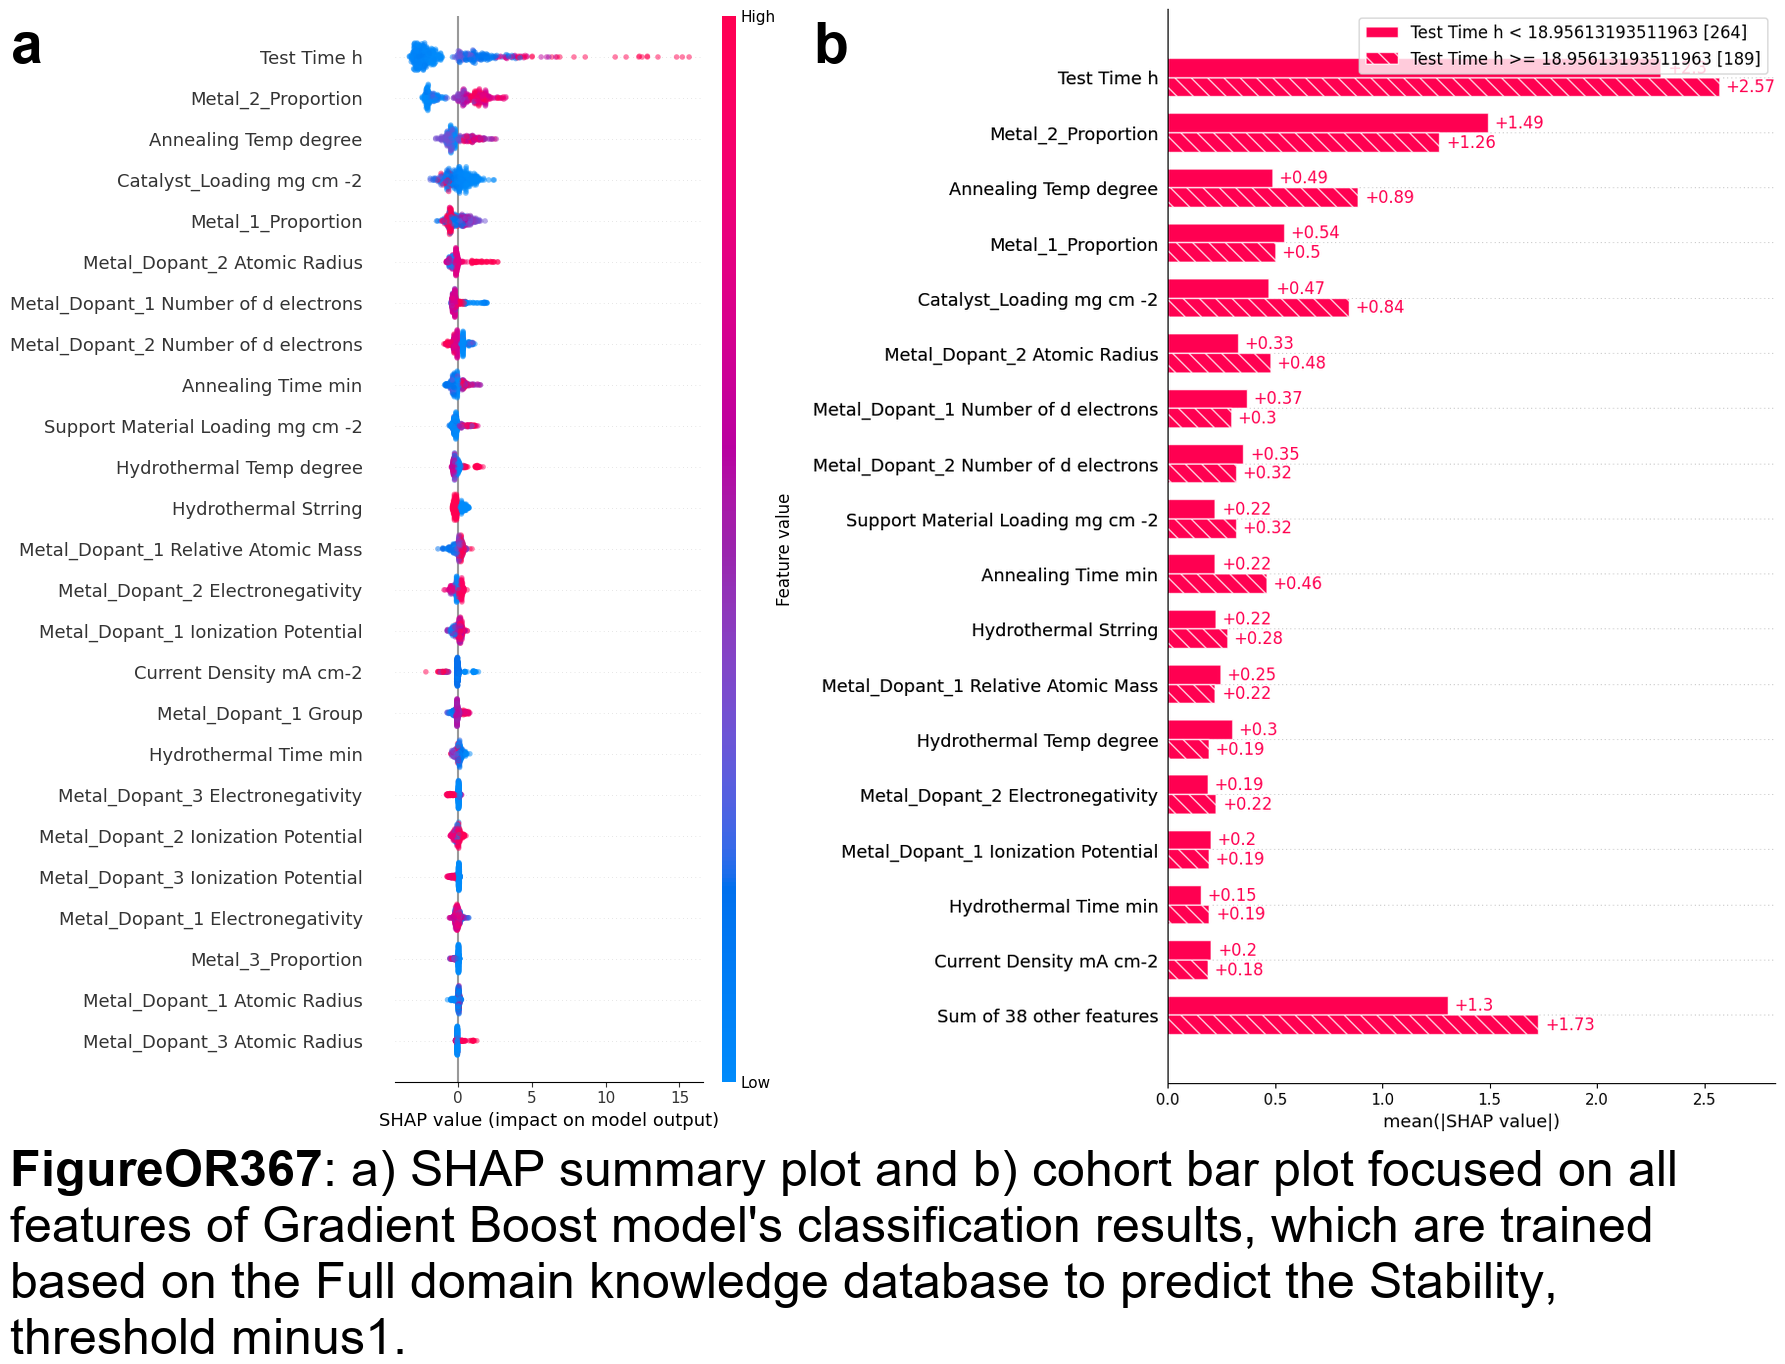 a
High
Test Time h
Metal_2_Proportion
Annealing Temp degree
Catalyst_Loading mg cm -2
Metal_1_Proportion
Metal_Dopant_2 Atomic Radius
Metal_Dopant_1 Number of d electrons
Metal_Dopant_2 Number of d electrons
Annealing Time min
Support Material Loading mg cm -2
Hydrothermal Temp degree
Hydrothermal Strring
Metal_Dopant_1 Relative Atomic Mass
Metal_Dopant_2 Electronegativity
Metal_Dopant_1 Ionization Potential
Current Density mA cm-2
Metal_Dopant_1 Group
Hydrothermal Time min
Metal_Dopant_3 Electronegativity
Metal_Dopant_2 Ionization Potential
Metal_Dopant_3 Ionization Potential
Metal_Dopant_1 Electronegativity
Metal_3_Proportion
Metal_Dopant_1 Atomic Radius
Metal_Dopant_3 Atomic Radius
Low
Feature value
0 5 10 15
SHAP value (impact on model output)
b
Test Time h < 18.95613193511963 [264]
Test Time h >= 18.95613193511963 [189]
Test Time h
+2.3
+2.57
Metal_2_Proportion
+1.49
+1.26
Annealing Temp degree
+0.49
+0.89
Metal_1_Proportion
+0.54
+0.5
Catalyst_Loading mg cm -2
+0.47
+0.84
Metal_Dopant_2 Atomic Radius
+0.33
+0.48
Metal_Dopant_1 Number of d electrons
+0.37
+0.3
Metal_Dopant_2 Number of d electrons
+0.35
+0.32
Support Material Loading mg cm -2
+0.22
+0.32
Annealing Time min
+0.22
+0.46
Hydrothermal Strring
+0.22
+0.28
Metal_Dopant_1 Relative Atomic Mass
+0.25
+0.22
Hydrothermal Temp degree
+0.3
+0.19
Metal_Dopant_2 Electronegativity
+0.19
+0.22
Metal_Dopant_1 Ionization Potential
+0.2
+0.19
Hydrothermal Time min
+0.15
+0.19
Current Density mA cm-2
+0.2
+0.18
Sum of 38 other features
+1.3
+1.73
0.0 0.5 1.0 1.5 2.0 2.5
mean(|SHAP value|)
FigureOR367: a) SHAP summary plot and b) cohort bar plot focused on all
features of Gradient Boost model's classification results, which are trained
based on the Full domain knowledge database to predict the Stability,
threshold minus1.